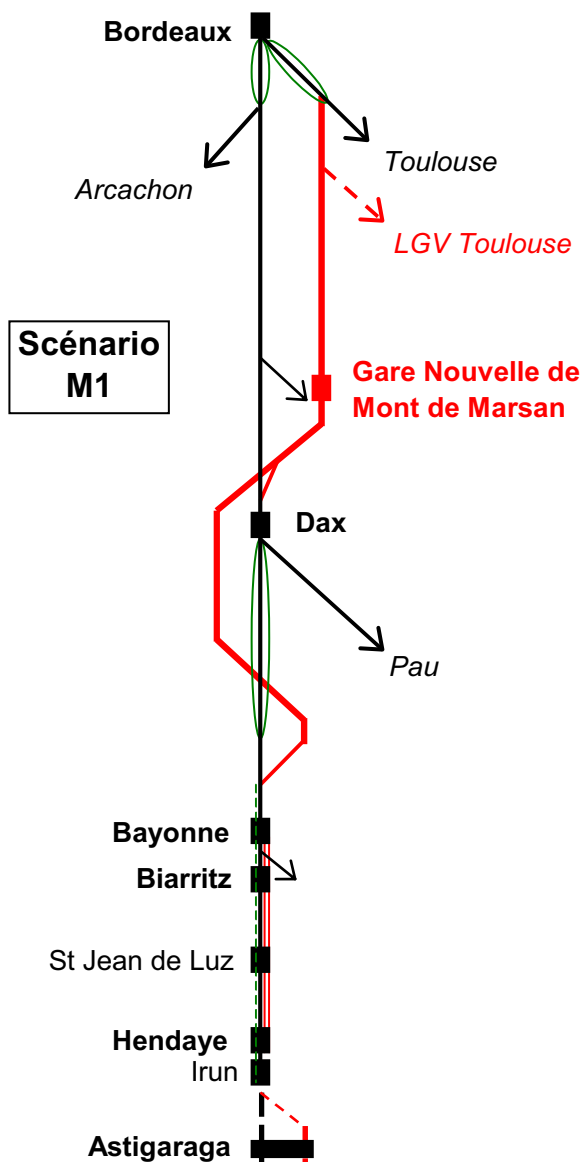 Bordeaux
Toulouse
Arcachon
LGV Toulouse
Scénario
M1
Gare Nouvelle de
Mont de Marsan
Dax
Pau
Bayonne
Biarritz
St Jean de Luz
Hendaye
Irun
Astigaraga